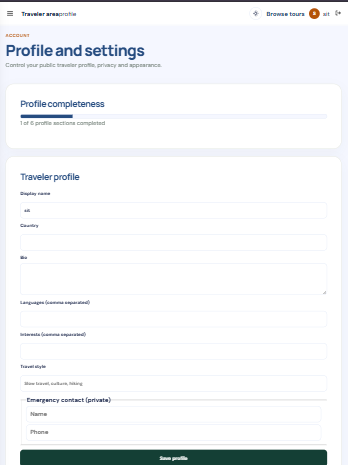 Traveler areaprofile
Browse tours
s
sit
ACCOUNT
Profile and settings
Control your public traveler profile, privacy and appearance.
Profile completeness
1 of 6 profile sections completed
Traveler profile
Display name
sit
Country
Bio
Languages (comma separated)
Interests (comma separated)
Travel style
Slow travel, culture, hiking
Emergency contact (private)
Name
Phone
Save profile